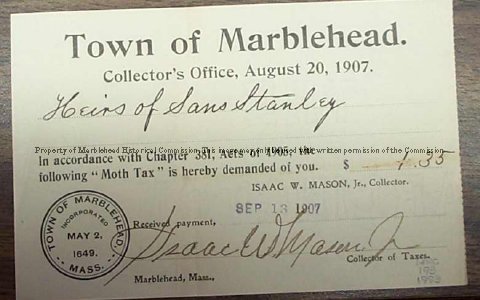 Town of Marblehead.
Collector's Office, August 20, 1907.
Heirs of Sans Stanley
Property of Marblehead Historical Commission. This image may not be used without written permission of the Commission
In accordance with Chapter 381, Acts of 1905, the
following "Moth Tax" is hereby demanded of you. $ 1.35
ISAAC W. MASON, Jr., Collector.
SEP 13 1907
Received payment,
Isaac W Mason Jr
Collector of Taxes.
Marblehead, Mass.,
TOWN OF MARBLEHEAD, MASS.
INCORPORATED
MAY 2,
1649.